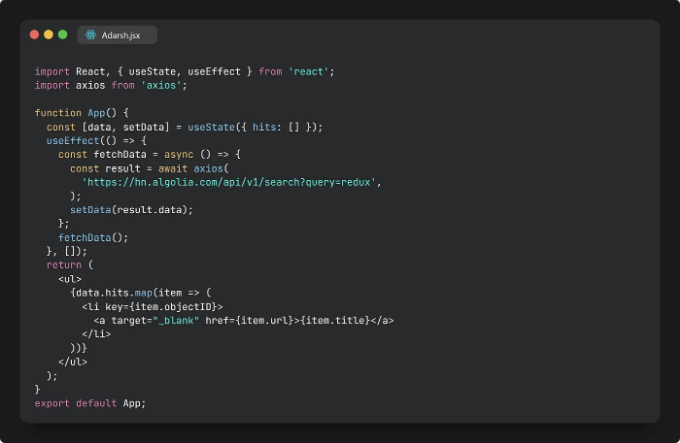 Adarsh.jsx
import React, { useState, useEffect } from 'react';
import axios from 'axios';
function App() {
  const [data, setData] = useState({ hits: [] });
  useEffect(() => {
    const fetchData = async () => {
      const result = await axios(
        'https://hn.algolia.com/api/v1/search?query=redux',
      );
      setData(result.data);
    };
    fetchData();
  }, []);
  return (
    <ul>
      {data.hits.map(item => (
        <li key={item.objectID}>
          <a target="_blank" href={item.url}>{item.title}</a>
        </li>
      ))}
    </ul>
  );
}
export default App;